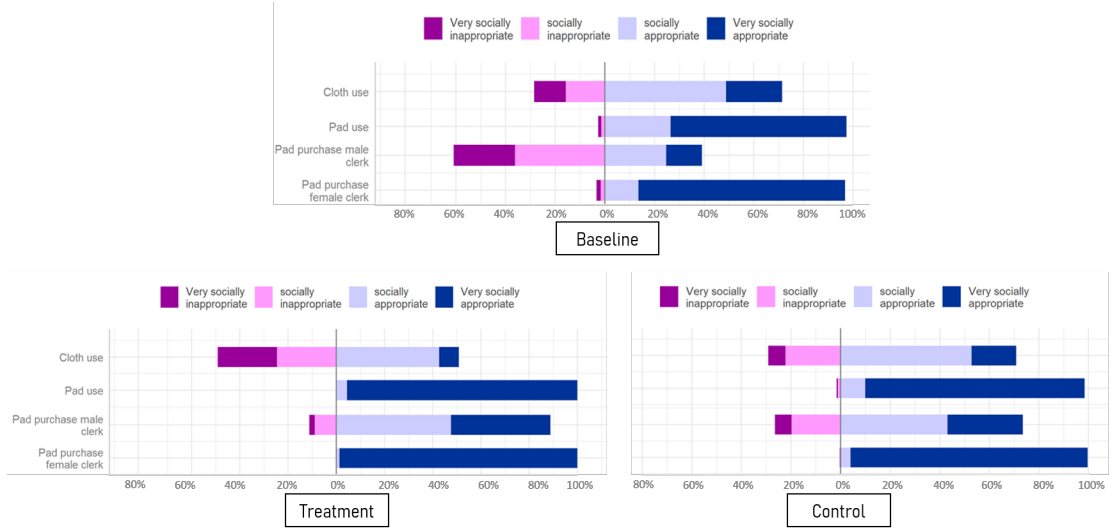 Very socially inappropriate
socially inappropriate
socially appropriate
Very socially appropriate
Cloth use
Pad use
Pad purchase male clerk
Pad purchase female clerk
80% 60% 40% 20% 0% 20% 40% 60% 80% 100%
Baseline
Very socially inappropriate
socially inappropriate
socially appropriate
Very socially appropriate
Cloth use
Pad use
Pad purchase male clerk
Pad purchase female clerk
80% 60% 40% 20% 0% 20% 40% 60% 80% 100%
Treatment
Very socially inappropriate
socially inappropriate
socially appropriate
Very socially appropriate
80% 60% 40% 20% 0% 20% 40% 60% 80% 100%
Control